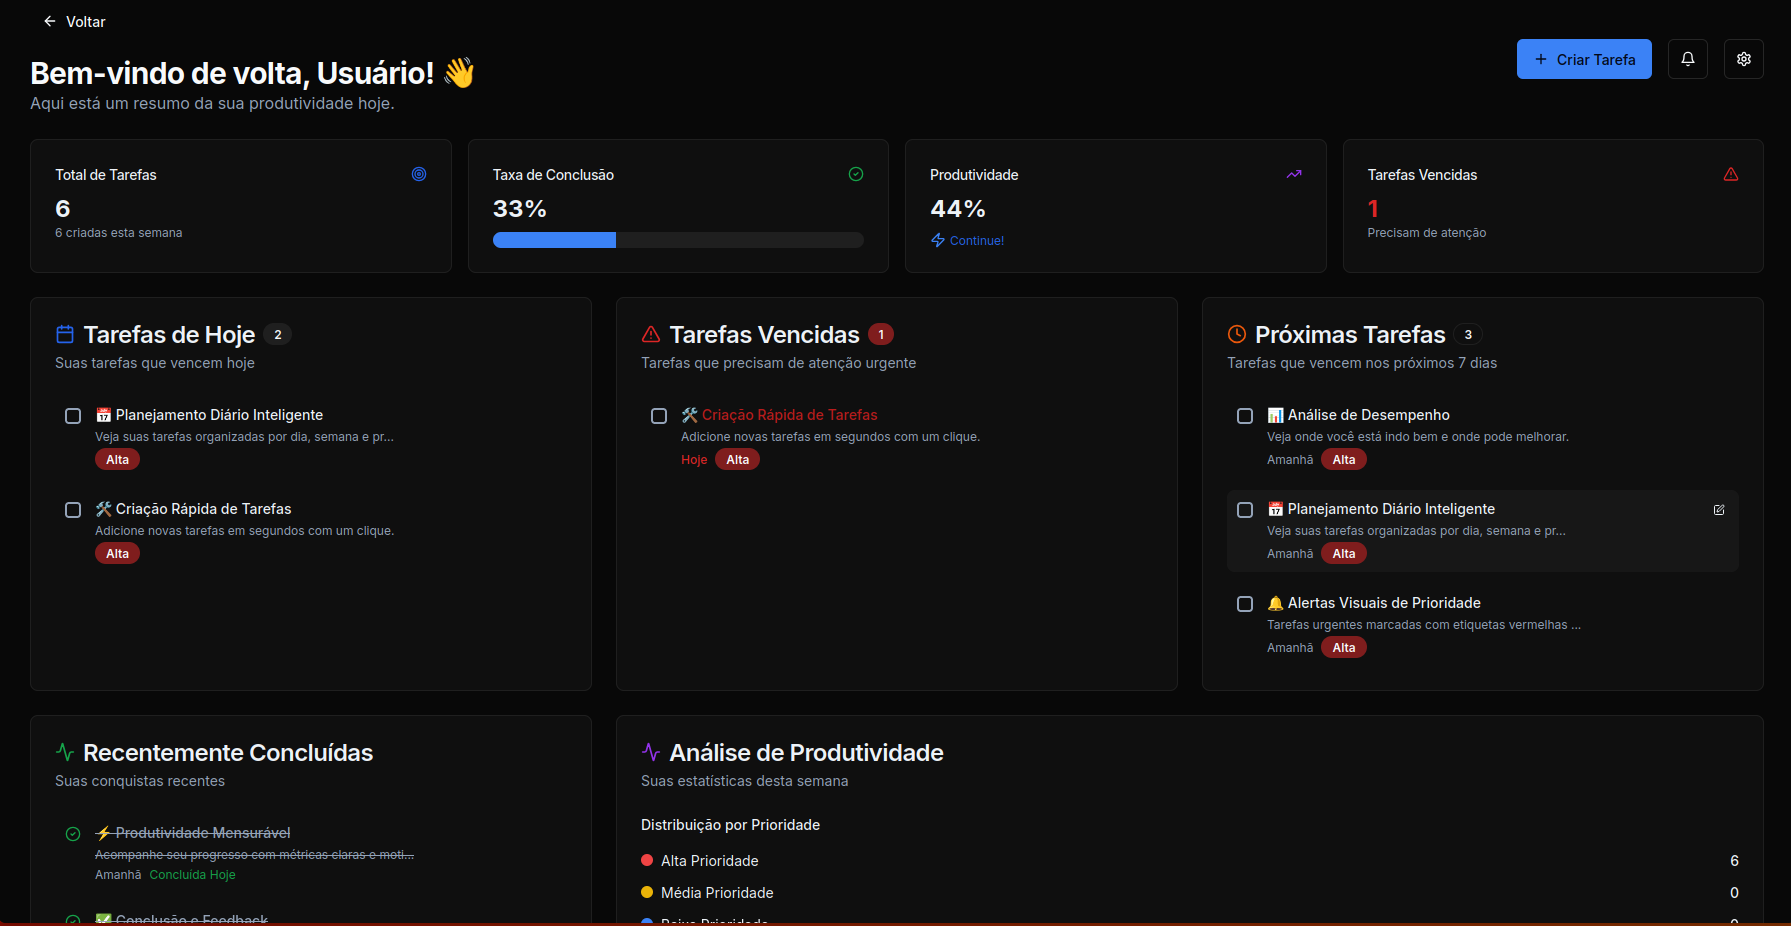 Voltar
Bem-vindo de volta, Usuário! 👋
Aqui está um resumo da sua produtividade hoje.
Criar Tarefa
Total de Tarefas
6
6 criadas esta semana
Taxa de Conclusão
33%
Produtividade
44%
Continue!
Tarefas Vencidas
1
Precisam de atenção
Tarefas de Hoje 2
Suas tarefas que vencem hoje
📅 Planejamento Diário Inteligente
Veja suas tarefas organizadas por dia, semana e pr...
Alta
🛠️ Criação Rápida de Tarefas
Adicione novas tarefas em segundos com um clique.
Alta
Tarefas Vencidas 1
Tarefas que precisam de atenção urgente
🛠️ Criação Rápida de Tarefas
Adicione novas tarefas em segundos com um clique.
Hoje Alta
Próximas Tarefas 3
Tarefas que vencem nos próximos 7 dias
📊 Análise de Desempenho
Veja onde você está indo bem e onde pode melhorar.
Amanhã Alta
📅 Planejamento Diário Inteligente
Veja suas tarefas organizadas por dia, semana e pr...
Amanhã Alta
🔔 Alertas Visuais de Prioridade
Tarefas urgentes marcadas com etiquetas vermelhas ...
Amanhã Alta
Recentemente Concluídas
Suas conquistas recentes
⚡ Produtividade Mensurável
Acompanhe seu progresso com métricas claras e moti...
Amanhã Concluída Hoje
✅ Conclusão e Feedback
Análise de Produtividade
Suas estatísticas desta semana
Distribuição por Prioridade
Alta Prioridade 6
Média Prioridade 0
Baixa Prioridade 0